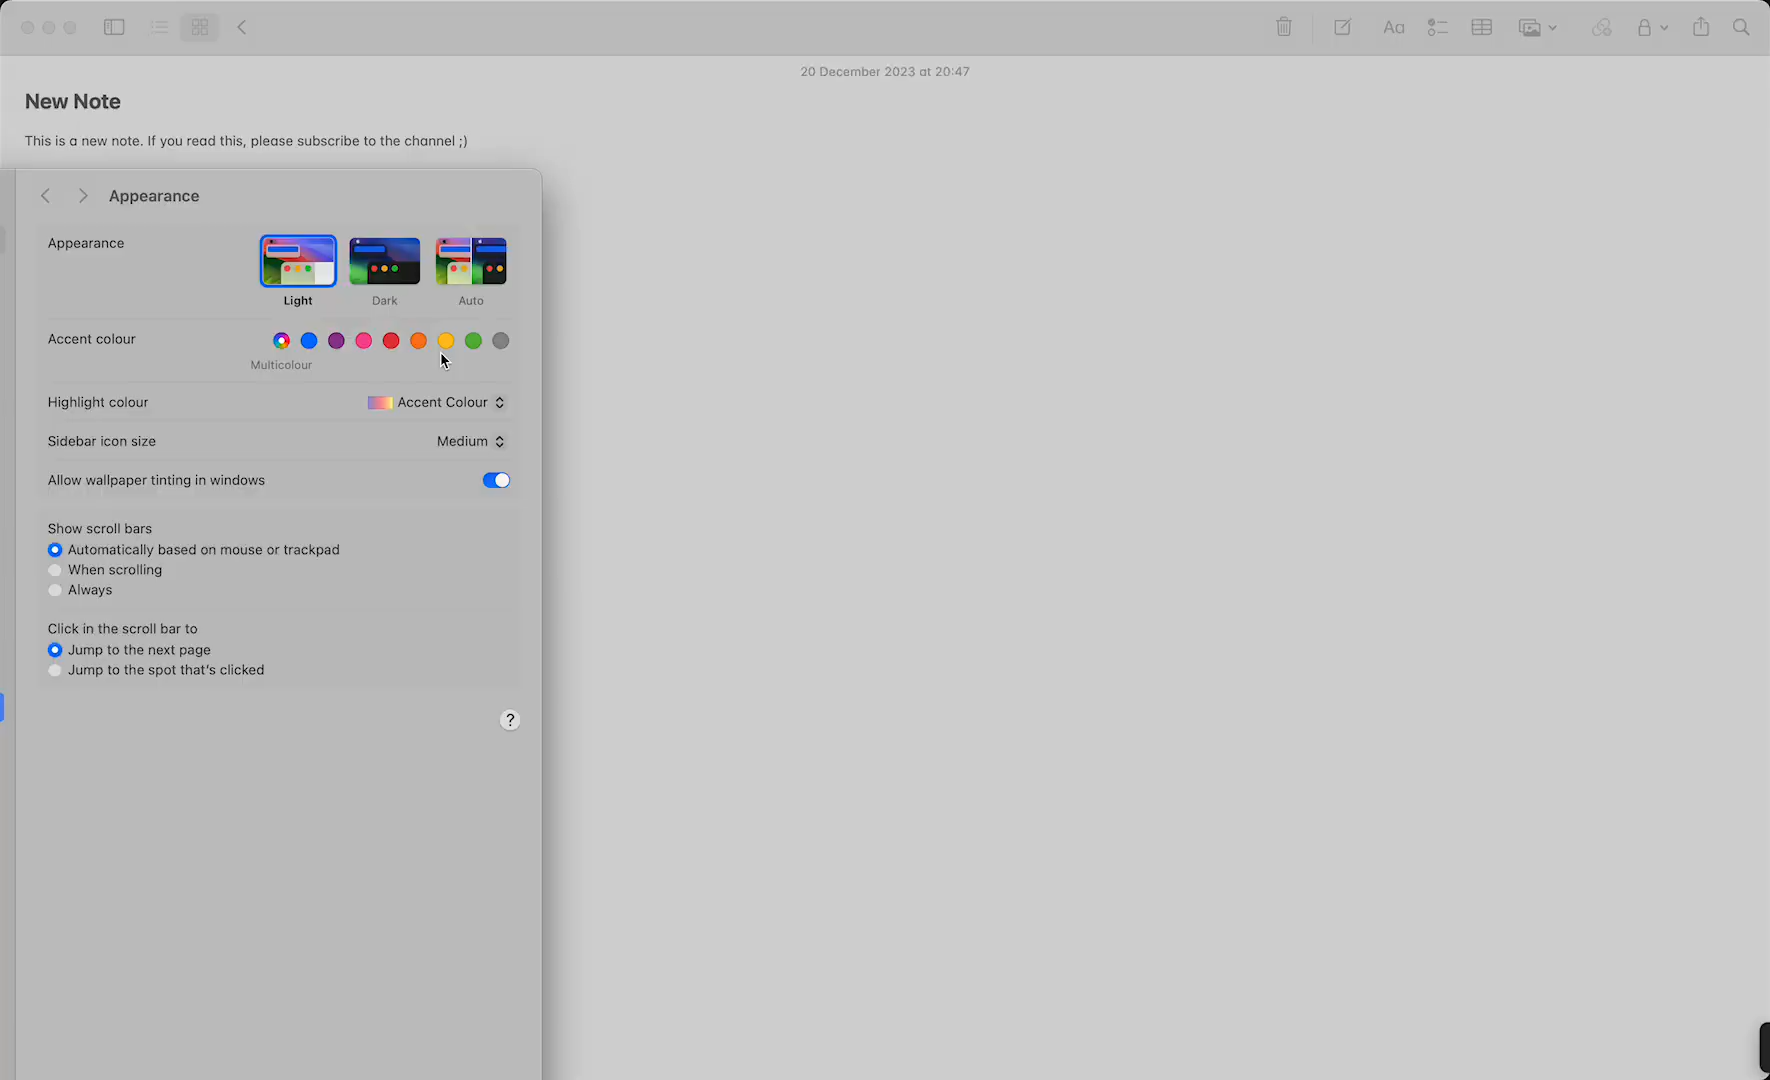 Aa
20 December 2023 at 20:47
New Note
This is a new note. If you read this, please subscribe to the channel ;)
Appearance
Appearance
Light
Dark
Auto
Accent colour
Multicolour
Highlight colour
Accent Colour
Sidebar icon size
Medium
Allow wallpaper tinting in windows
Show scroll bars
Automatically based on mouse or trackpad
When scrolling
Always
Click in the scroll bar to
Jump to the next page
Jump to the spot that's clicked
?